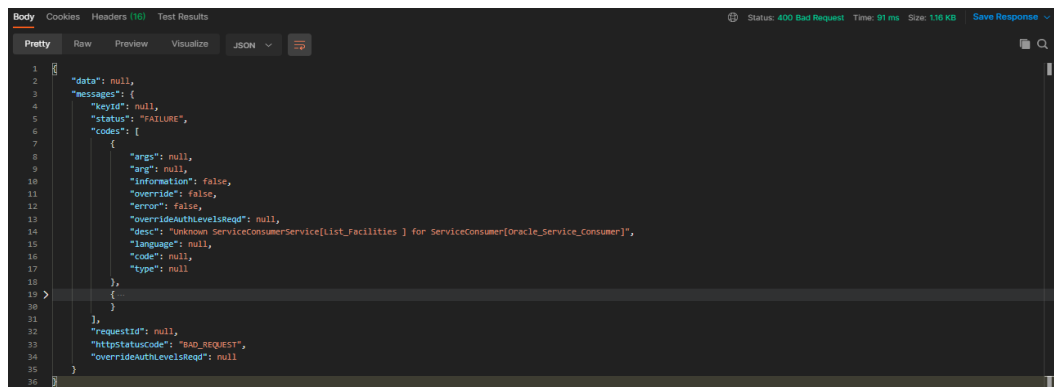 Body Cookies Headers (16) Test Results Status: 400 Bad Request Time: 91 ms Size: 1.16 KB Save Response
Pretty Raw Preview Visualize JSON
1 {
2 "data": null,
3 "messages": {
4 "keyId": null,
5 "status": "FAILURE",
6 "codes": [
7 {
8 "args": null,
9 "arg": null,
10 "information": false,
11 "override": false,
12 "error": false,
13 "overrideAuthLevelsReqd": null,
14 "desc": "Unknown ServiceConsumerService[List_Facilities ] for ServiceConsumer[Oracle_Service_Consumer]",
15 "language": null,
16 "code": null,
17 "type": null
18 },
19 { ...
30 }
31 ],
32 "requestId": null,
33 "httpStatusCode": "BAD_REQUEST",
34 "overrideAuthLevelsReqd": null
35 }
36 }